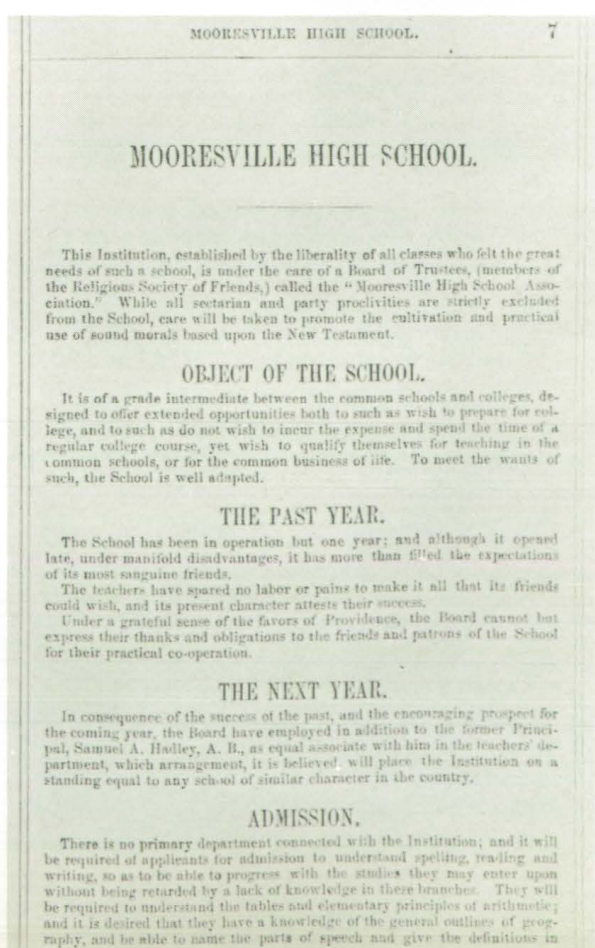 MOORESVILLE HIGH SCHOOL. 7
MOORESVILLE HIGH SCHOOL.
This Institution, established by the liberality of all classes who felt the great
needs of such a school, is under the care of a Board of Trustees, (members of
the Religious Society of Friends,) called the “ Mooresville High School Asso-
ciation.” While all sectarian and party proclivities are strictly excluded
from the School, care will be taken to promote the cultivation and practical
use of sound morals based upon the New Testament.
OBJECT OF THE SCHOOL.
It is of a grade intermediate between the common schools and colleges, de-
signed to offer extended opportunities both to such as wish to prepare for col-
lege, and to such as do not wish to incur the expense and spend the time of a
regular college course, yet wish to qualify themselves for teaching in the
common schools, or for the common business of life. To meet the wants of
such, the School is well adapted.
THE PAST YEAR.
The School has been in operation but one year; and although it opened
late, under manifold disadvantages, it has more than filled the expectations
of its most sanguine friends.
The teachers have spared no labor or pains to make it all that its friends
could wish, and its present character attests their success.
Under a grateful sense of the favors of Providence, the Board cannot but
express their thanks and obligations to the friends and patrons of the School
for their practical co-operation.
THE NEXT YEAR.
In consequence of the success of the past, and the encouraging prospect for
the coming year, the Board have employed in addition to the former Princi-
pal, Samuel A. Hadley, A. B., as equal associate with him in the teachers' de-
partment, which arrangement, it is believed will place the Institution on a
standing equal to any school of similar character in the country.
ADMISSION.
There is no primary department connected with the Institution; and it will
be required of applicants for admission to understand spelling, reading and
writing, so as to be able to progress with the studies they may enter upon
without being retarded by a lack of knowledge in these branches. They will
be required to understand the tables and elementary principles of arithmetic;
and it is desired that they have a knowledge of the general outlines of geog-
raphy, and be able to name the parts of speech and give the definitions in